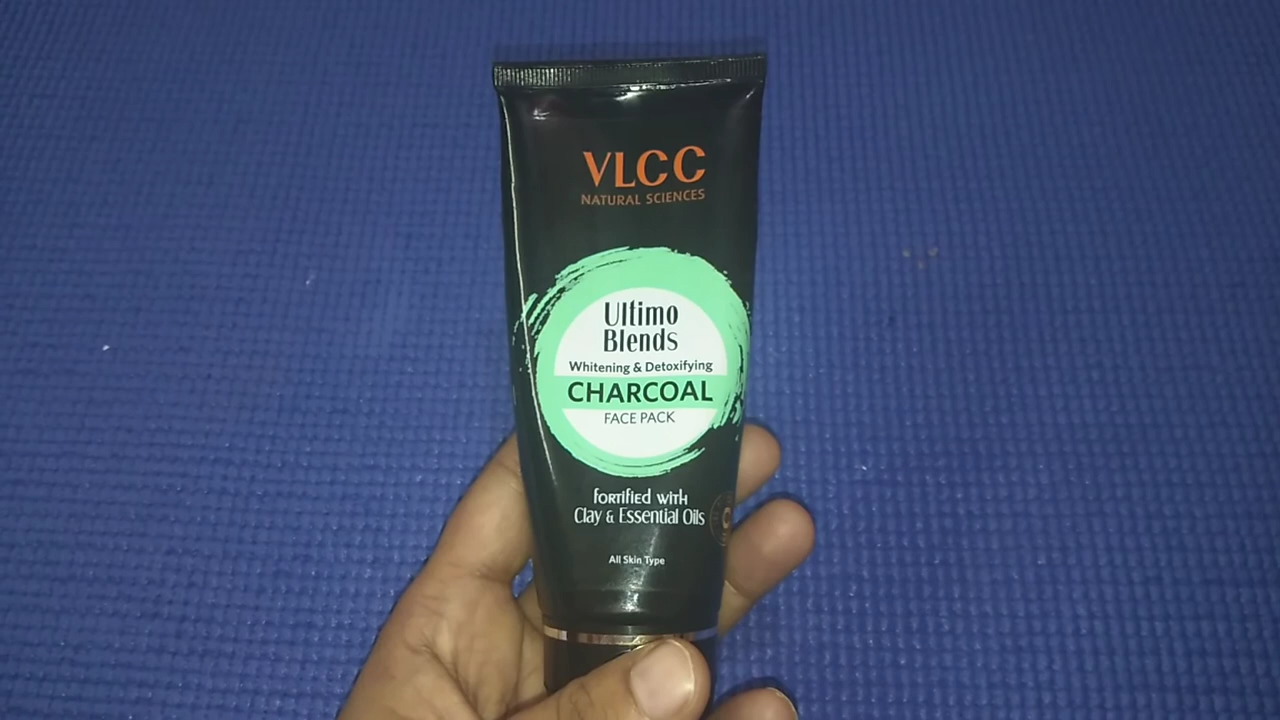 VLCC
NATURAL SCIENCES
Ultimo
Blends
Whitening & Detoxifying
CHARCOAL
FACE PACK
fortified with
Clay & Essential Oils
All Skin Type